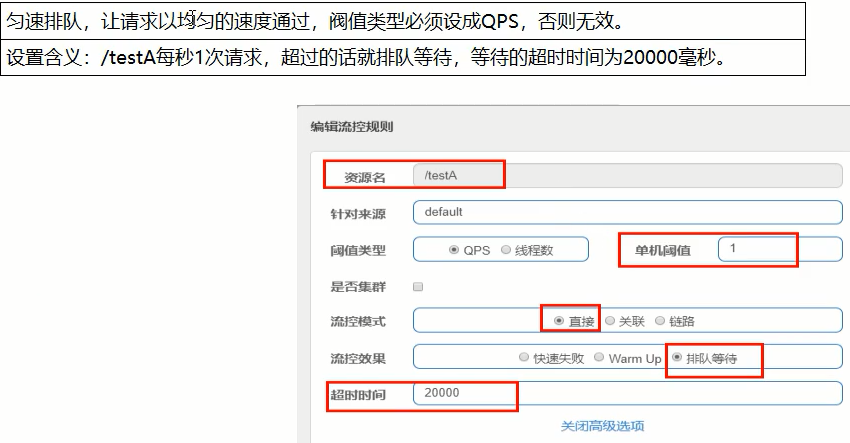 匀速排队，让请求以均匀的速度通过，阀值类型必须设成QPS，否则无效。
设置含义：/testA每秒1次请求，超过的话就排队等待，等待的超时时间为20000毫秒。
编辑流控规则
资源名 /testA
针对来源 default
阈值类型 QPS 线程数 单机阈值 1
是否集群
流控模式 直接 关联 链路
流控效果 快速失败 Warm Up 排队等待
超时时间 20000
关闭高级选项